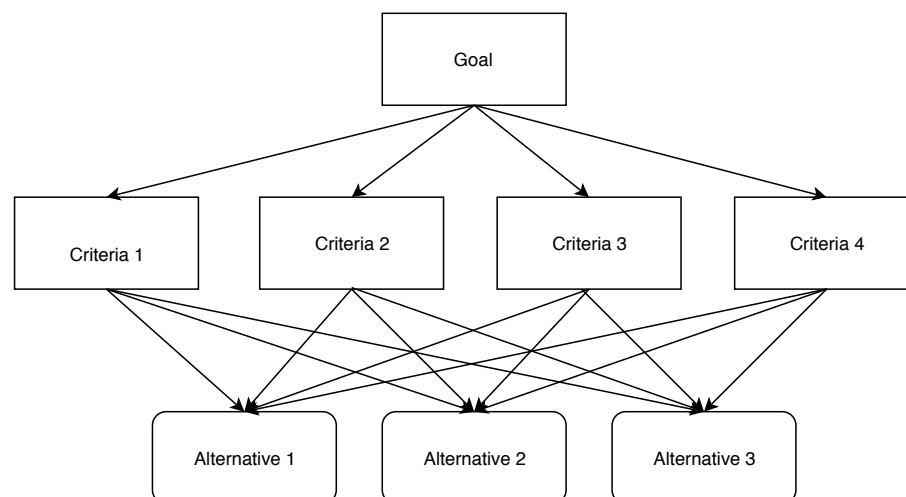 Goal
Criteria 1
Criteria 2
Criteria 3
Criteria 4
Alternative 1
Alternative 2
Alternative 3